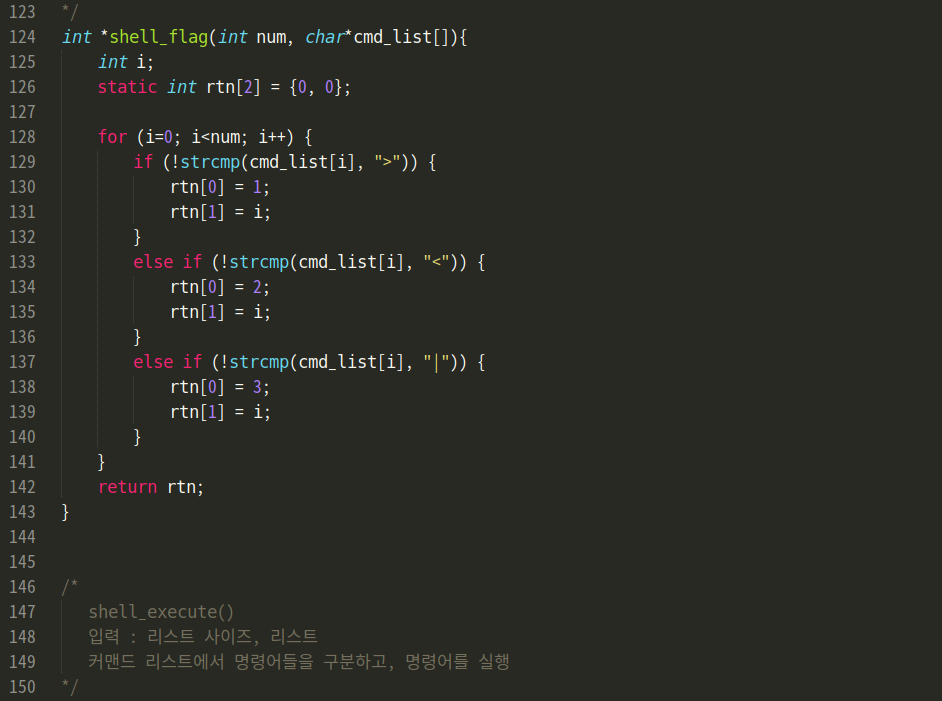 123 */
124 int *shell_flag(int num, char*cmd_list[]){
125     int i;
126     static int rtn[2] = {0, 0};
127
128     for (i=0; i<num; i++) {
129         if (!strcmp(cmd_list[i], ">")) {
130             rtn[0] = 1;
131             rtn[1] = i;
132         }
133         else if (!strcmp(cmd_list[i], "<")) {
134             rtn[0] = 2;
135             rtn[1] = i;
136         }
137         else if (!strcmp(cmd_list[i], "|")) {
138             rtn[0] = 3;
139             rtn[1] = i;
140         }
141     }
142     return rtn;
143 }
144
145
146 /*
147    shell_execute()
148    입력 : 리스트 사이즈, 리스트
149    커맨드 리스트에서 명령어들을 구분하고, 명령어를 실행
150 */